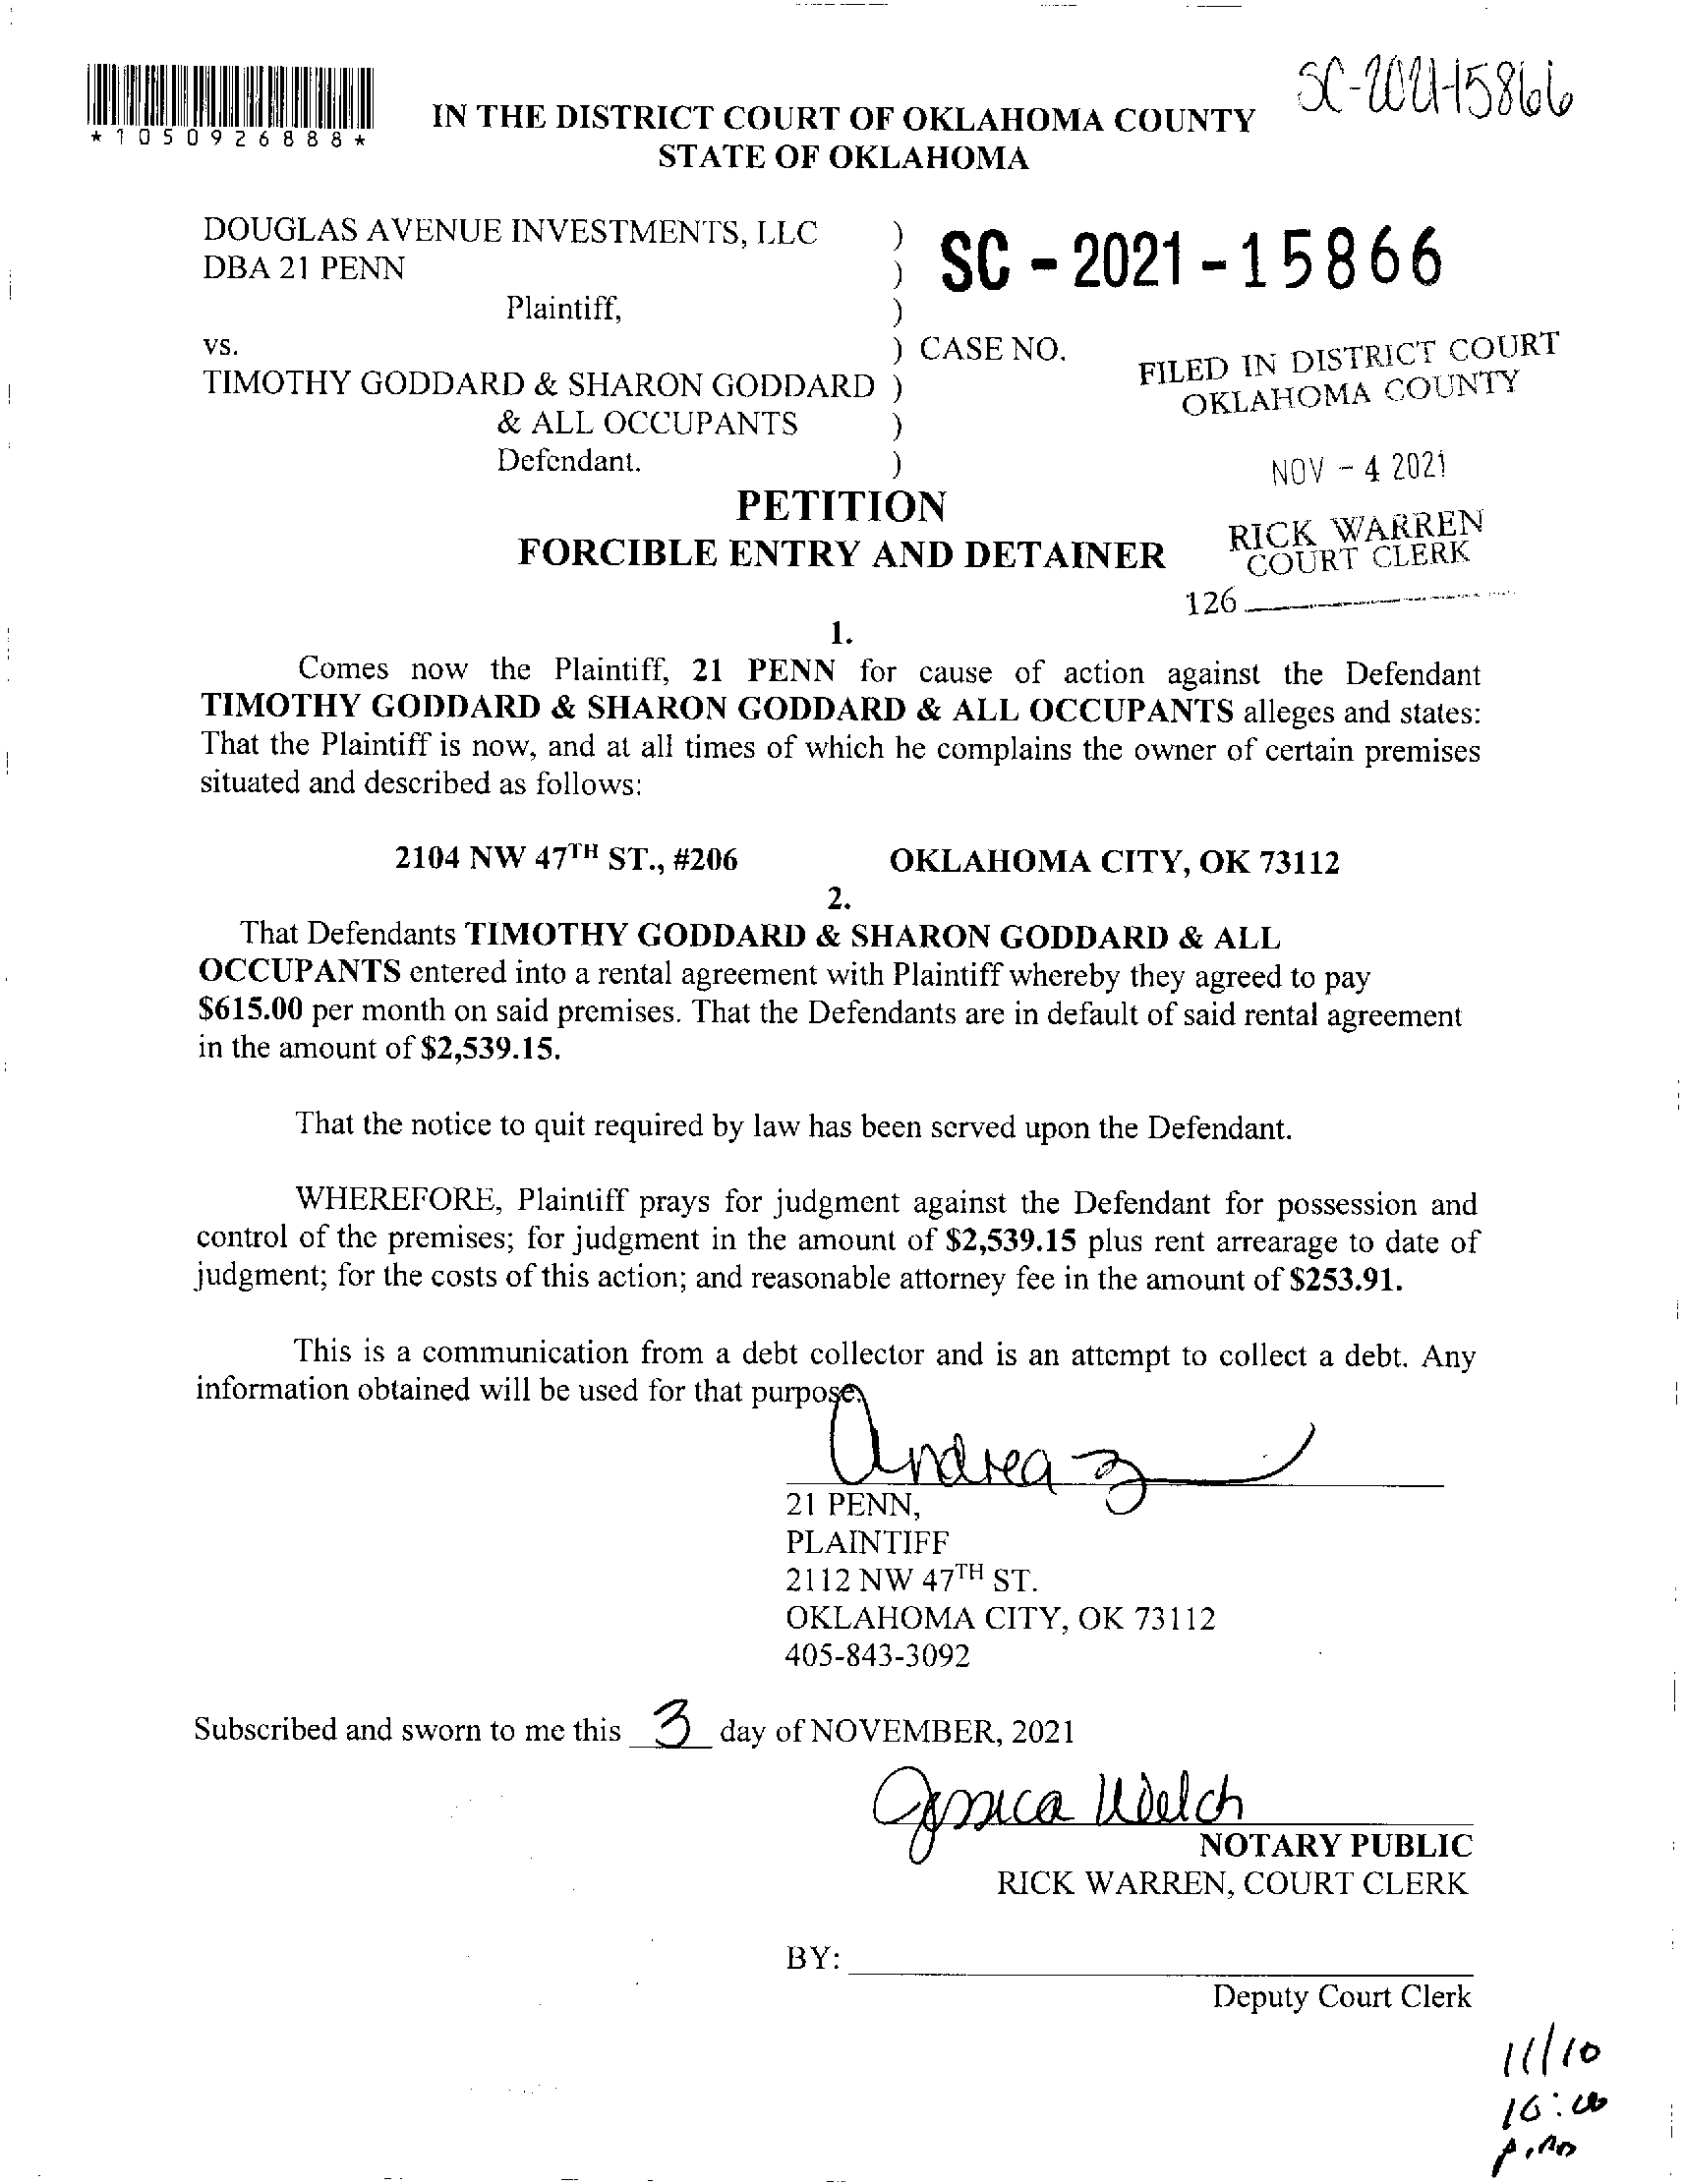 SC-2021-15866
*1050926888*
IN THE DISTRICT COURT OF OKLAHOMA COUNTY
STATE OF OKLAHOMA
DOUGLAS AVENUE INVESTMENTS, LLC )
DBA 21 PENN )
SC - 2021 - 15866
Plaintiff, )
vs. ) CASE NO.
TIMOTHY GODDARD & SHARON GODDARD )
& ALL OCCUPANTS )
Defendant. )
FILED IN DISTRICT COURT
OKLAHOMA COUNTY
NOV - 4 2021
RICK WARREN
COURT CLERK
126
PETITION
FORCIBLE ENTRY AND DETAINER
1.
Comes now the Plaintiff, 21 PENN for cause of action against the Defendant
TIMOTHY GODDARD & SHARON GODDARD & ALL OCCUPANTS alleges and states:
That the Plaintiff is now, and at all times of which he complains the owner of certain premises
situated and described as follows:
2104 NW 47TH ST., #206 OKLAHOMA CITY, OK 73112
2.
That Defendants TIMOTHY GODDARD & SHARON GODDARD & ALL
OCCUPANTS entered into a rental agreement with Plaintiff whereby they agreed to pay
$615.00 per month on said premises. That the Defendants are in default of said rental agreement
in the amount of $2,539.15.
That the notice to quit required by law has been served upon the Defendant.
WHEREFORE, Plaintiff prays for judgment against the Defendant for possession and
control of the premises; for judgment in the amount of $2,539.15 plus rent arrearage to date of
judgment; for the costs of this action; and reasonable attorney fee in the amount of $253.91.
This is a communication from a debt collector and is an attempt to collect a debt. Any
information obtained will be used for that purpose.
Andrea
21 PENN,
PLAINTIFF
2112 NW 47TH ST.
OKLAHOMA CITY, OK 73112
405-843-3092
Subscribed and sworn to me this 3 day of NOVEMBER, 2021
Jessica Welch
NOTARY PUBLIC
RICK WARREN, COURT CLERK
BY:
Deputy Court Clerk
11/10